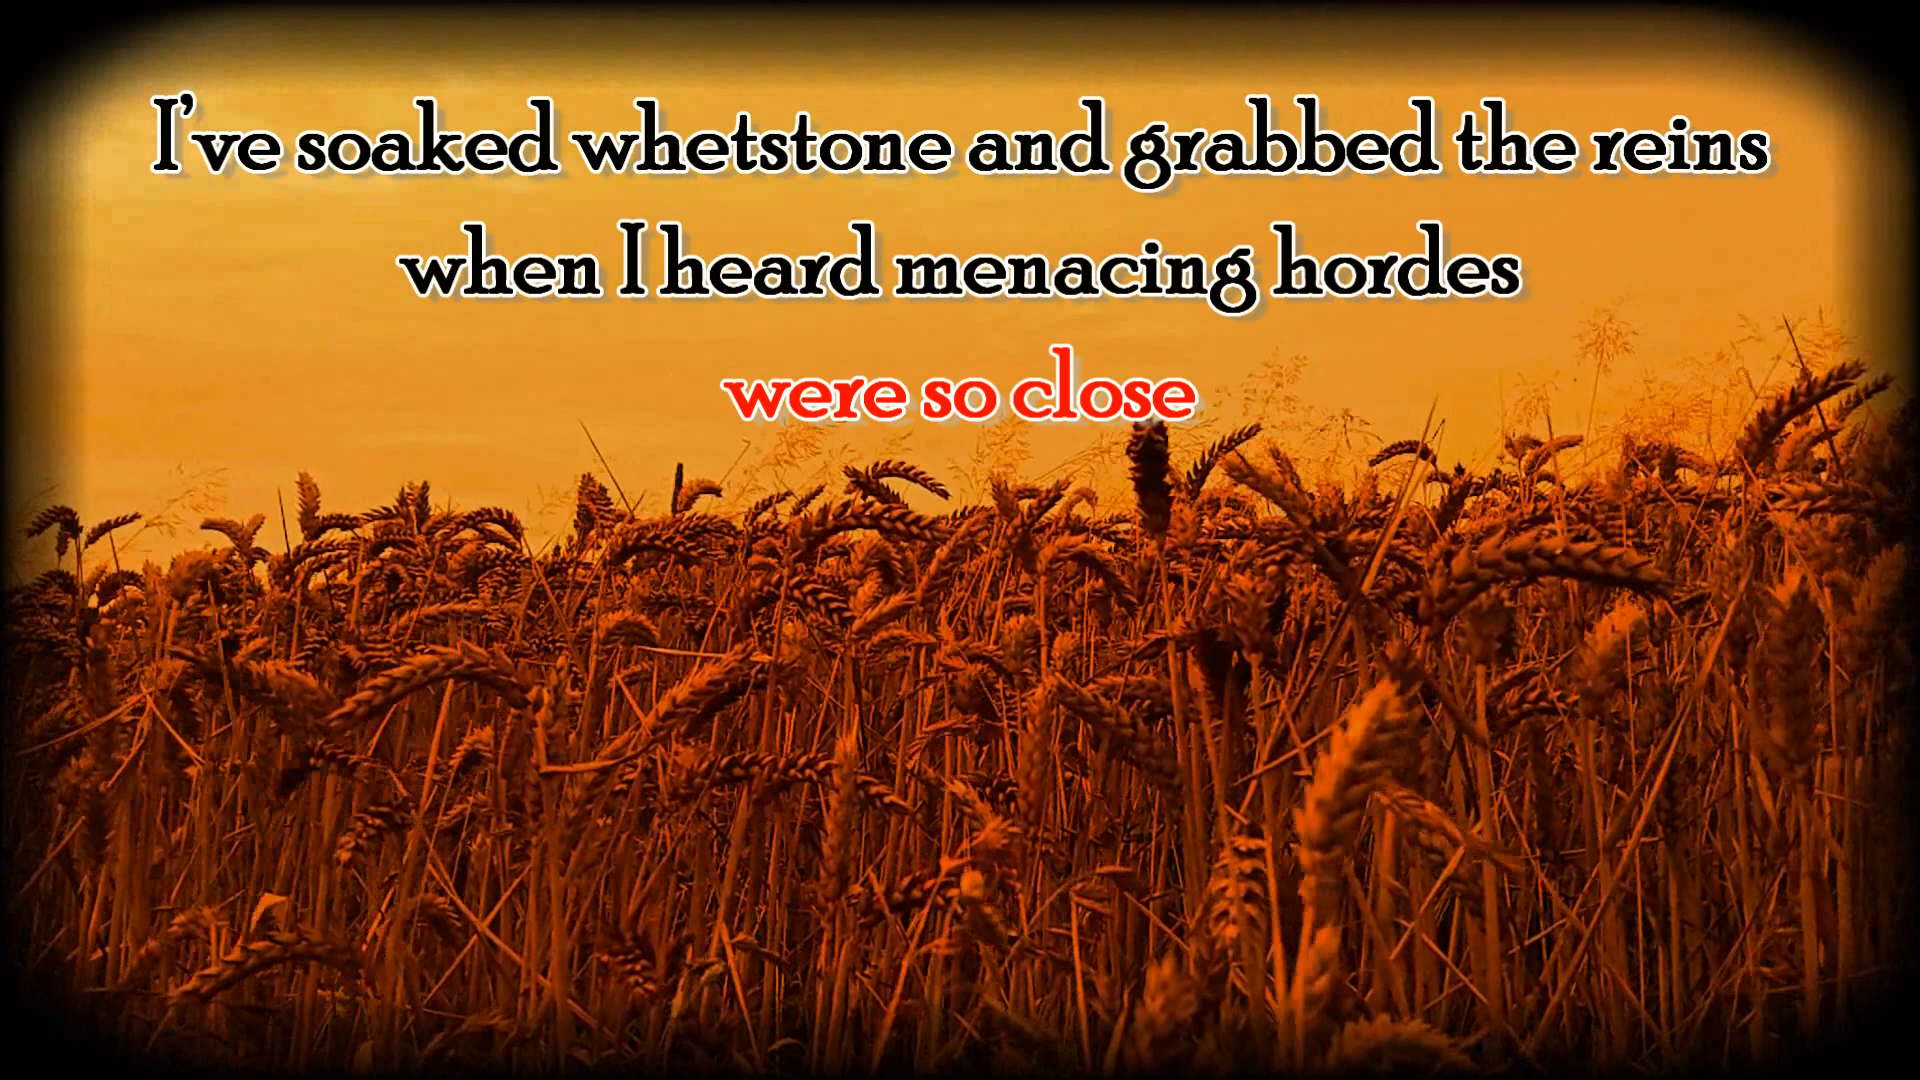 I've soaked whetstone and grabbed the reins
when I heard menacing hordes
were so close